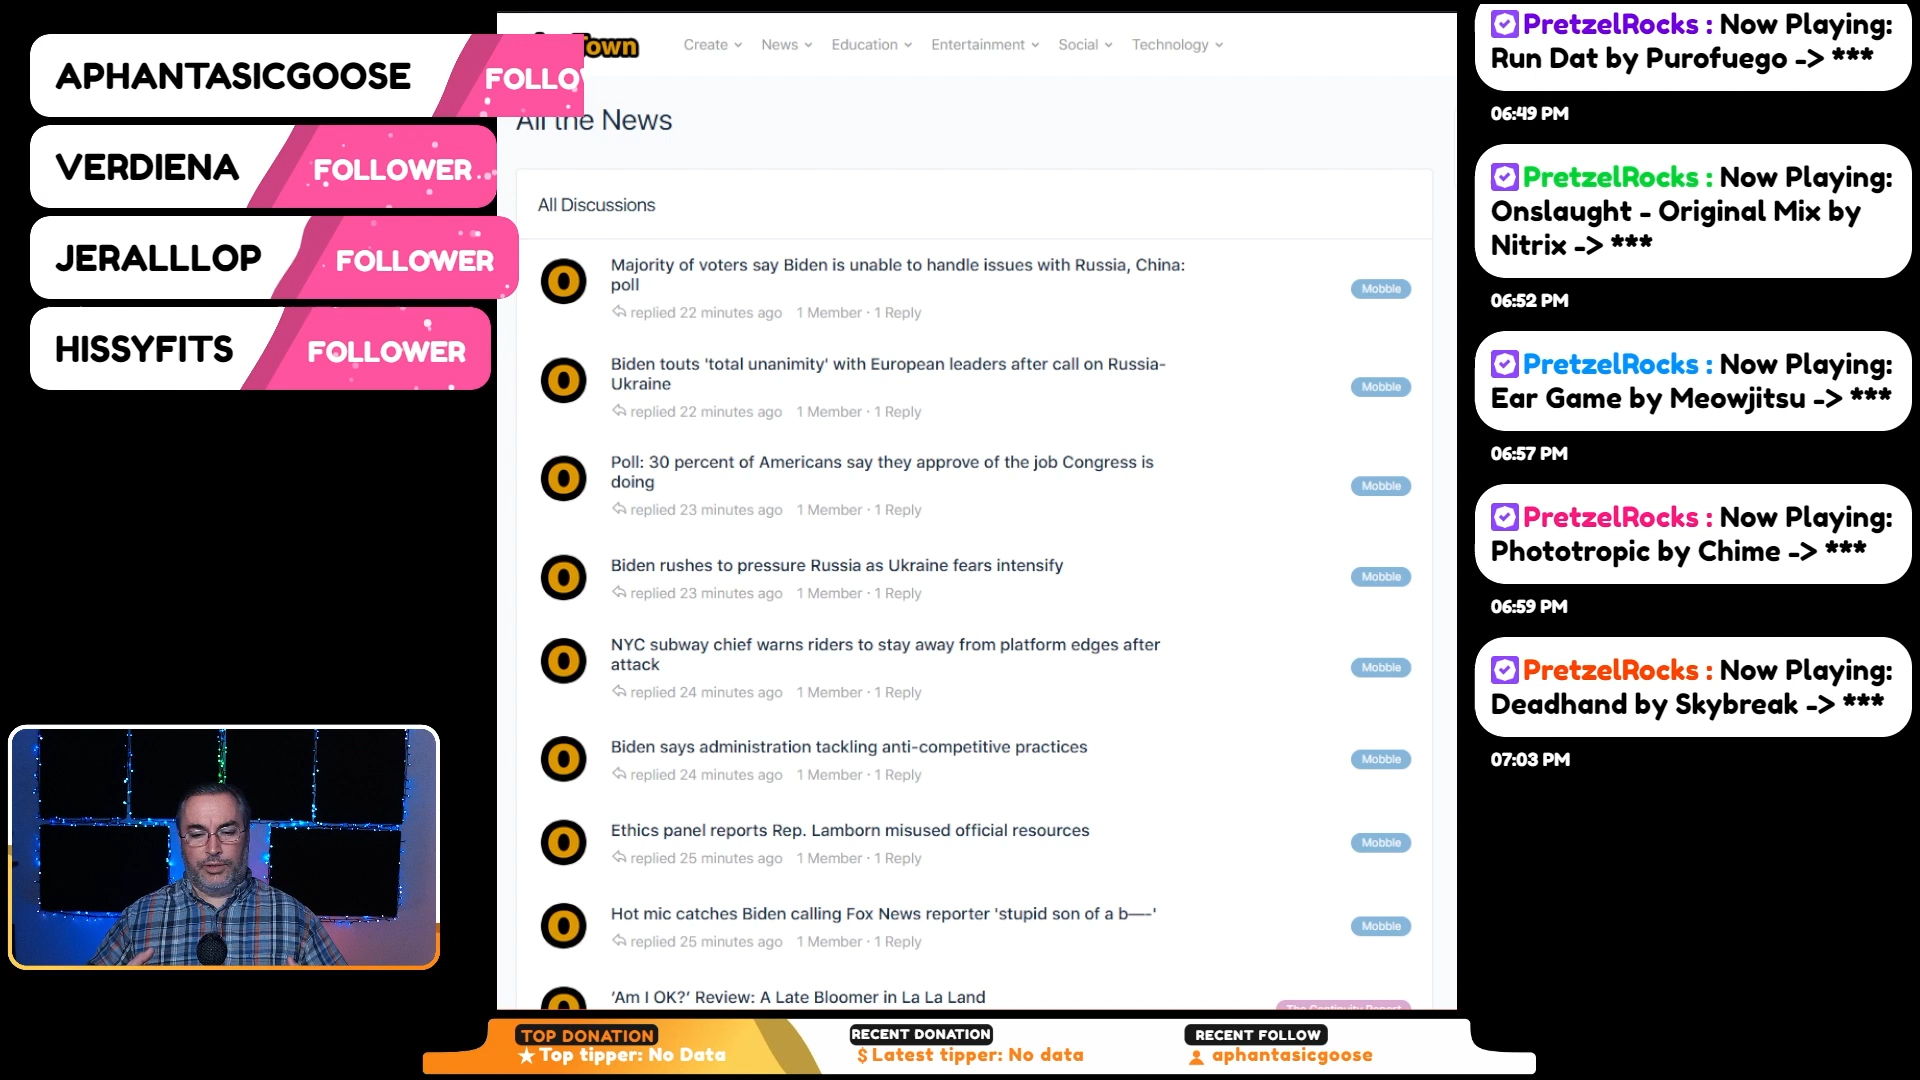 APHANTASICGOOSE
FOLLO
VERDIENA
FOLLOWER
JERALLLOP
FOLLOWER
HISSYFITS
FOLLOWER
Town
Create
News
Education
Entertainment
Social
Technology
All the News
All Discussions
Majority of voters say Biden is unable to handle issues with Russia, China:
poll
replied 22 minutes ago 1 Member · 1 Reply
Mobble
Biden touts 'total unanimity' with European leaders after call on Russia-
Ukraine
replied 22 minutes ago 1 Member · 1 Reply
Mobble
Poll: 30 percent of Americans say they approve of the job Congress is
doing
replied 23 minutes ago 1 Member · 1 Reply
Mobble
Biden rushes to pressure Russia as Ukraine fears intensify
replied 23 minutes ago 1 Member · 1 Reply
Mobble
NYC subway chief warns riders to stay away from platform edges after
attack
replied 24 minutes ago 1 Member · 1 Reply
Mobble
Biden says administration tackling anti-competitive practices
replied 24 minutes ago 1 Member · 1 Reply
Mobble
Ethics panel reports Rep. Lamborn misused official resources
replied 25 minutes ago 1 Member · 1 Reply
Mobble
Hot mic catches Biden calling Fox News reporter 'stupid son of a b—-'
replied 25 minutes ago 1 Member · 1 Reply
Mobble
‘Am I OK?’ Review: A Late Bloomer in La La Land
The Continuity Report
PretzelRocks : Now Playing:
Run Dat by Purofuego -> ***
06:49 PM
PretzelRocks : Now Playing:
Onslaught - Original Mix by
Nitrix -> ***
06:52 PM
PretzelRocks : Now Playing:
Ear Game by Meowjitsu -> ***
06:57 PM
PretzelRocks : Now Playing:
Phototropic by Chime -> ***
06:59 PM
PretzelRocks : Now Playing:
Deadhand by Skybreak -> ***
07:03 PM
TOP DONATION
Top tipper: No Data
RECENT DONATION
$ Latest tipper: No data
RECENT FOLLOW
aphantasicgoose